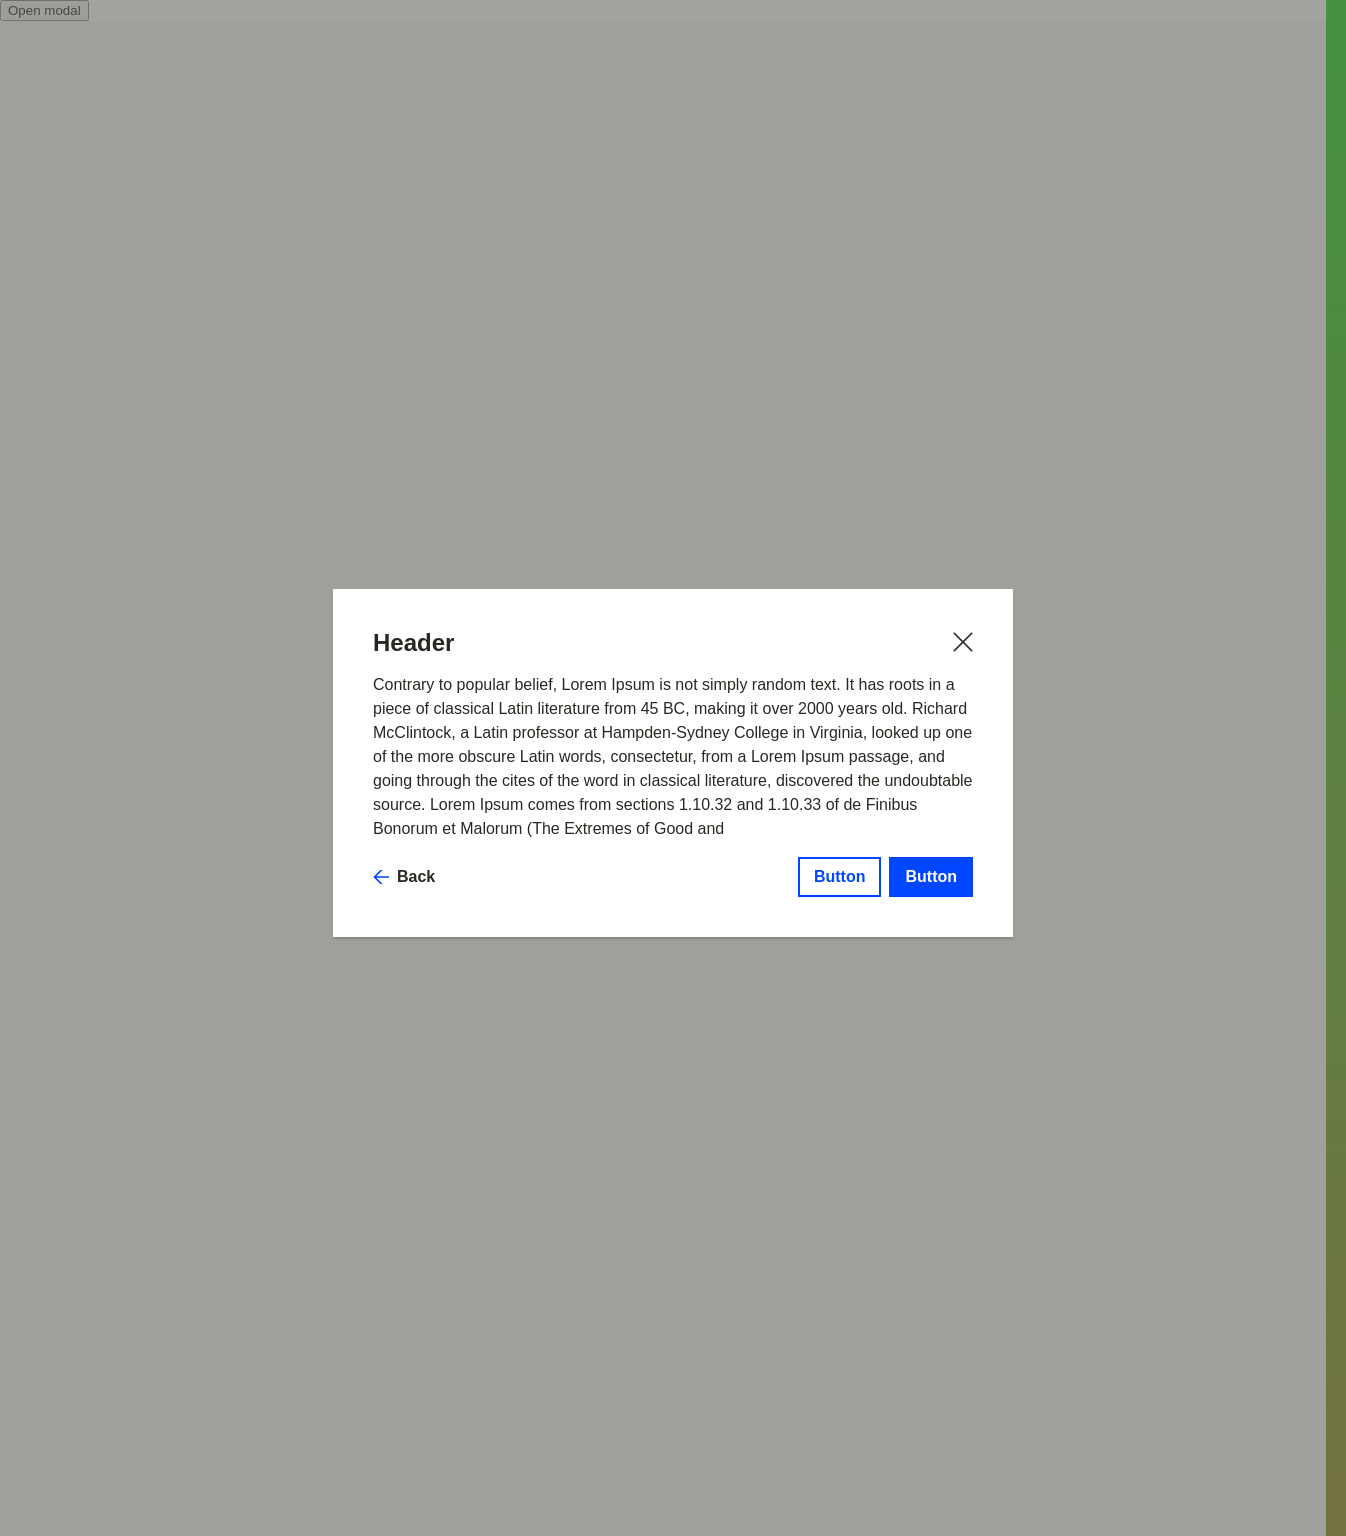 Open modal
Header
Contrary to popular belief, Lorem Ipsum is not simply random text. It has roots in a
piece of classical Latin literature from 45 BC, making it over 2000 years old. Richard
McClintock, a Latin professor at Hampden-Sydney College in Virginia, looked up one
of the more obscure Latin words, consectetur, from a Lorem Ipsum passage, and
going through the cites of the word in classical literature, discovered the undoubtable
source. Lorem Ipsum comes from sections 1.10.32 and 1.10.33 of de Finibus
Bonorum et Malorum (The Extremes of Good and
Back
Button
Button